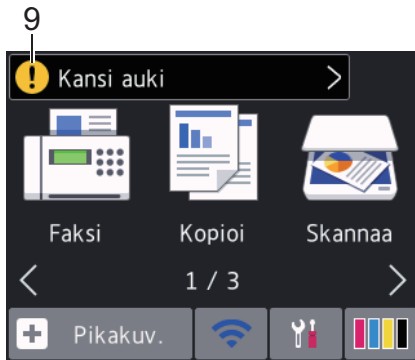 9
Kansi auki
Faksi Kopioi Skannaa
1 / 3
Pikakuv.